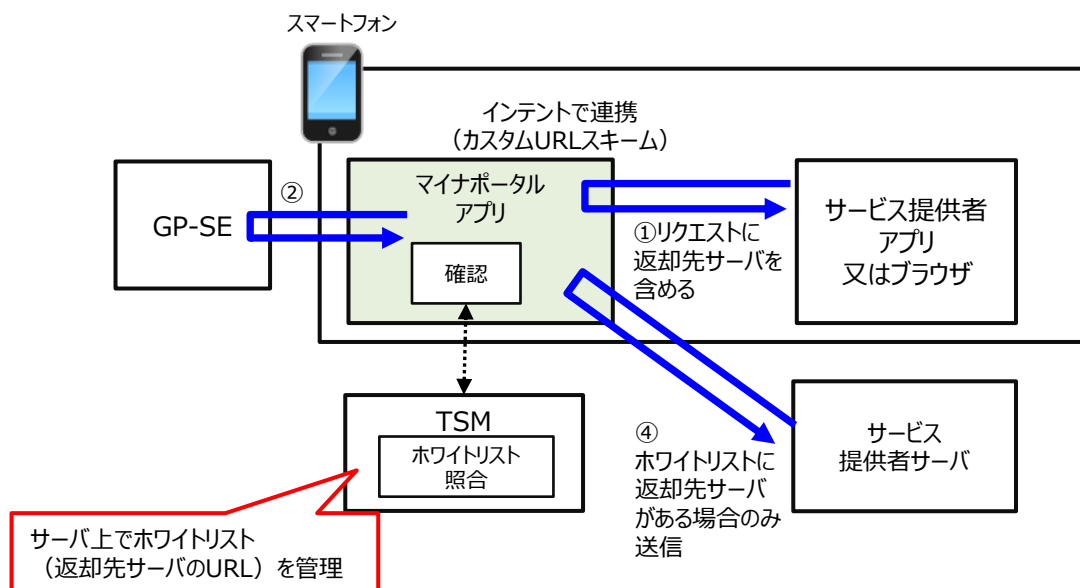 スマートフォン
インテントで連携
（カスタムURLスキーム）
GP-SE
②
マイナポータル
アプリ
確認
①リクエストに
返却先サーバを
含める
サービス提供者
アプリ
又はブラウザ
TSM
ホワイトリスト
照合
④
ホワイトリストに
返却先サーバ
がある場合のみ
送信
サービス
提供者サーバ
サーバ上でホワイトリスト
（返却先サーバのURL）を管理